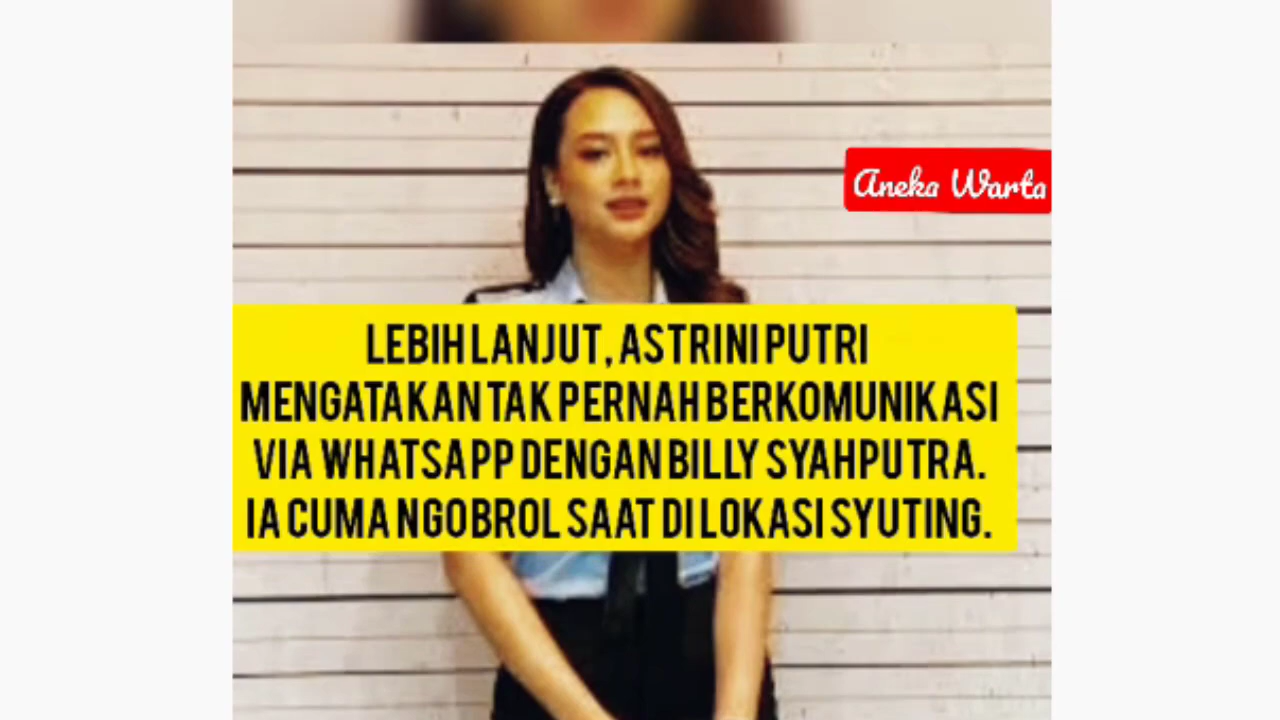 Aneka Warta
LEBIH LANJUT, ASTRINI PUTRI
MENGATAKAN TAK PERNAH BERKOMUNIKASI
VIA WHATSAPP DENGAN BILLY SYAHPUTRA.
IA CUMA NGOBROL SAAT DI LOKASI SYUTING.